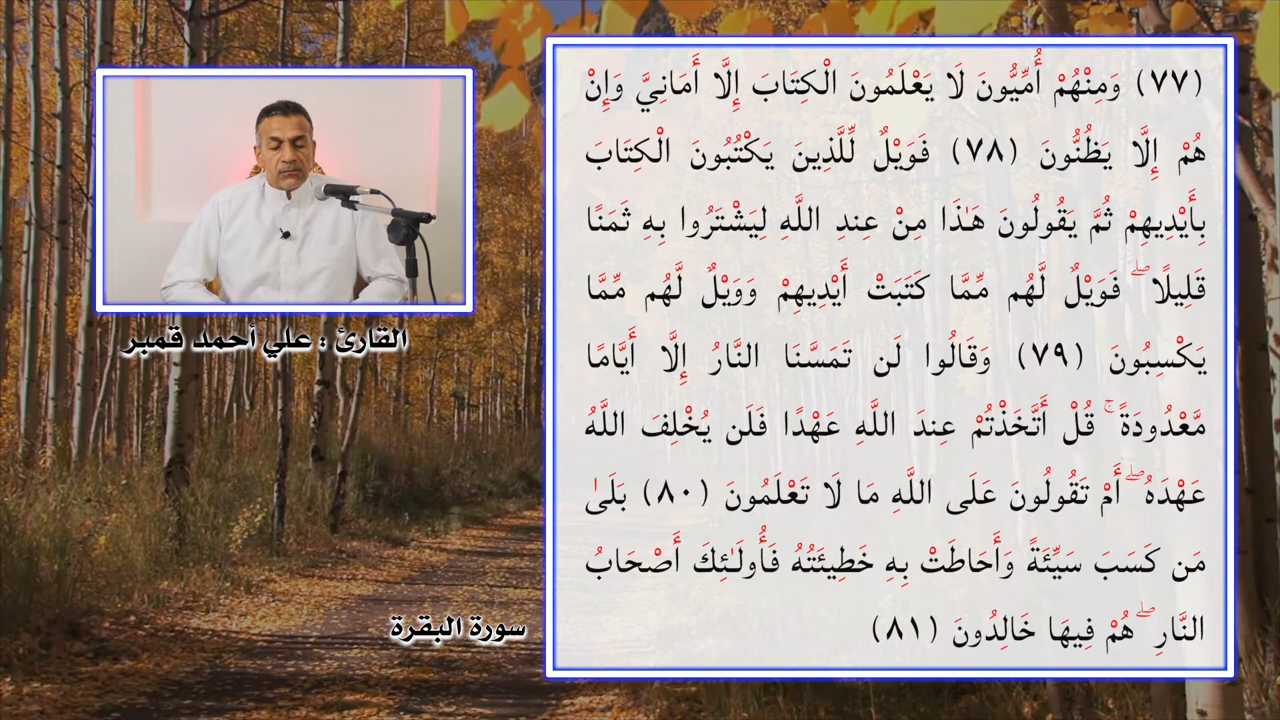 (٧٧) وَمِنْهُمْ أُمِّيُّونَ لَا يَعْلَمُونَ الْكِتَابَ إِلَّا أَمَانِيَّ وَإِنْ
هُمْ إِلَّا يَظُنُّونَ (٧٨) فَوَيْلٌ لِّلَّذِينَ يَكْتُبُونَ الْكِتَابَ
بِأَيْدِيهِمْ ثُمَّ يَقُولُونَ هَـٰذَا مِنْ عِندِ اللَّهِ لِيَشْتَرُوا بِهِ ثَمَنًا
قَلِيلًا ۖ فَوَيْلٌ لَّهُم مِّمَّا كَتَبَتْ أَيْدِيهِمْ وَوَيْلٌ لَّهُم مِّمَّا
يَكْسِبُونَ (٧٩) وَقَالُوا لَن تَمَسَّنَا النَّارُ إِلَّا أَيَّامًا
مَّعْدُودَةً ۚ قُلْ أَتَّخَذْتُمْ عِندَ اللَّهِ عَهْدًا فَلَن يُخْلِفَ اللَّهُ
عَهْدَهُ ۖ أَمْ تَقُولُونَ عَلَى اللَّهِ مَا لَا تَعْلَمُونَ (٨٠) بَلَىٰ
مَن كَسَبَ سَيِّئَةً وَأَحَاطَتْ بِهِ خَطِيئَتُهُ فَأُولَـٰئِكَ أَصْحَابُ
النَّارِ ۖ هُمْ فِيهَا خَالِدُونَ (٨١)
القارئ : علي أحمد قمبر
سورة البقرة